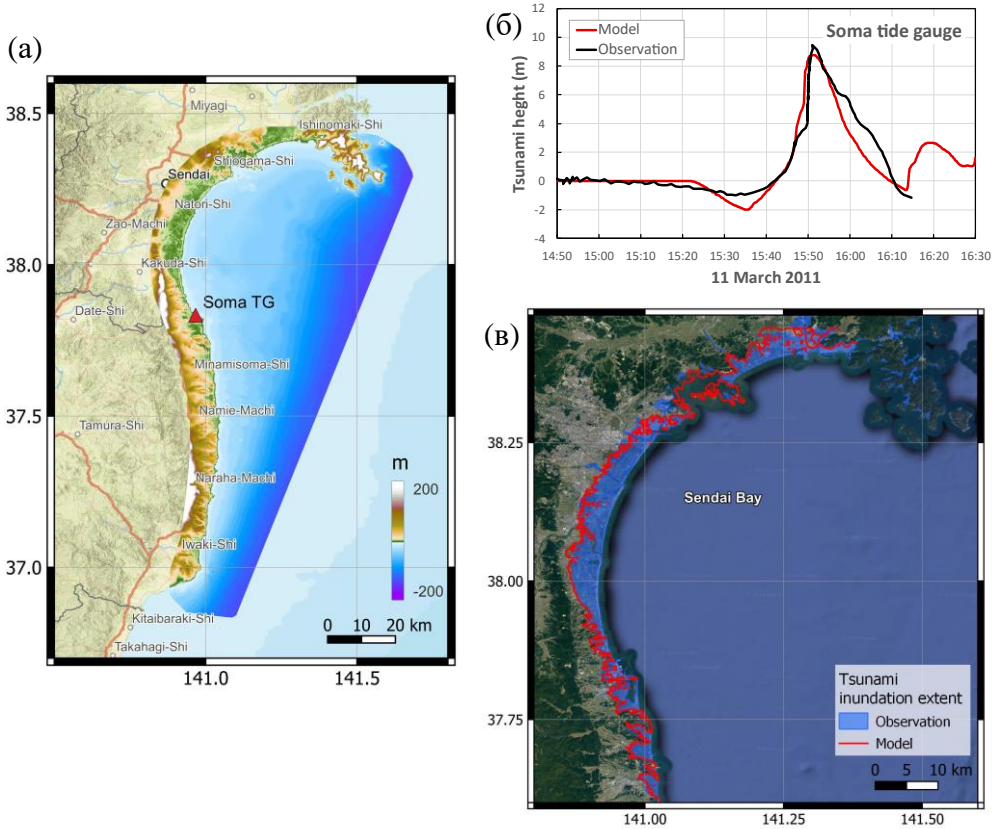 (а)
38.5
38.0
37.5
37.0
141.0
141.5
Miyagi
Ishinomaki-Shi
Shiogama-Shi
Sendai
Natori-Shi
Zao-Machi
Kakuda-Shi
Soma TG
Date-Shi
Minamisoma-Shi
Namie-Machi
Tamura-Shi
Naraha-Machi
Iwaki-Shi
Kitaibaraki-Shi
Takahagi-Shi
m
200
-200
0 10 20 km
(б)
Soma tide gauge
Model
Observation
Tsunami heght (m)
12
10
8
6
4
2
0
-2
-4
14:50 15:00 15:10 15:20 15:30 15:40 15:50 16:00 16:10 16:20 16:30
11 March 2011
(в)
38.25
38.00
37.75
Sendai Bay
Tsunami
inundation extent
Observation
Model
0 5 10 km
141.00 141.25 141.50